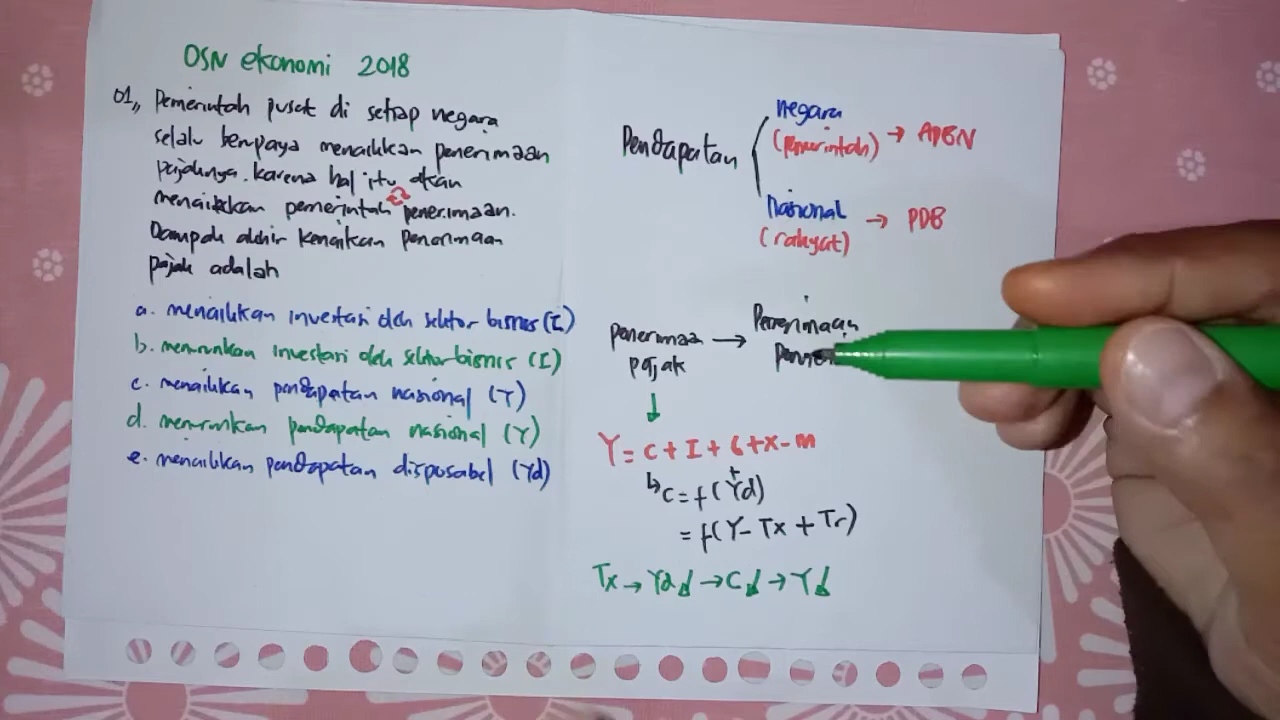 OSN ekonomi 2018
01,, Pemerintah pusat di setiap negara
selalu berupaya menaikkan penerimaan
pajaknya. karena hal itu akan
menaikkan pemerintah penerimaan.
Dampak akhir kenaikan penerimaan
pajak adalah
a. menaikkan investasi oleh sektor bisnis (I)
b. menurunkan investasi oleh sektor bisnis (I)
c. menaikkan pendapatan nasional (Y)
d. menurunkan pendapatan nasional (Y)
e. menaikkan pendapatan disposabel (Yd)
Pendapatan
negara
(pemerintah) → APBN
Nasional → PDB
(rakyat)
penerimaan → Penerimaan
pajak
↓
Y = C + I + G + X - M
↳ C = f(Yd)
+
= f(Y - Tx + Tr)
Tx → Yd↓ → C↓ → Y↓